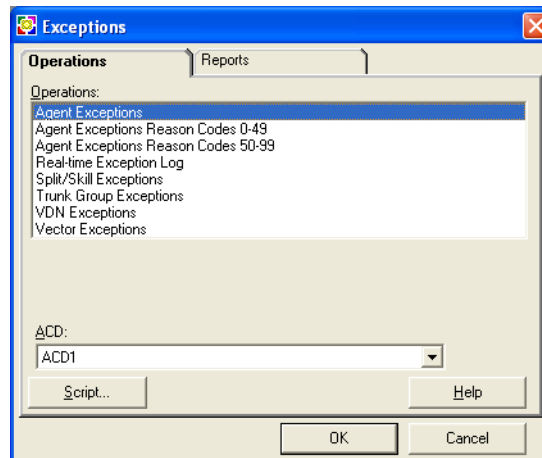 Exceptions
Operations
Reports
Operations:
Agent Exceptions
Agent Exceptions Reason Codes 0-49
Agent Exceptions Reason Codes 50-99
Real-time Exception Log
Split/Skill Exceptions
Trunk Group Exceptions
VDN Exceptions
Vector Exceptions
ACD:
ACD1
Script...
Help
OK
Cancel